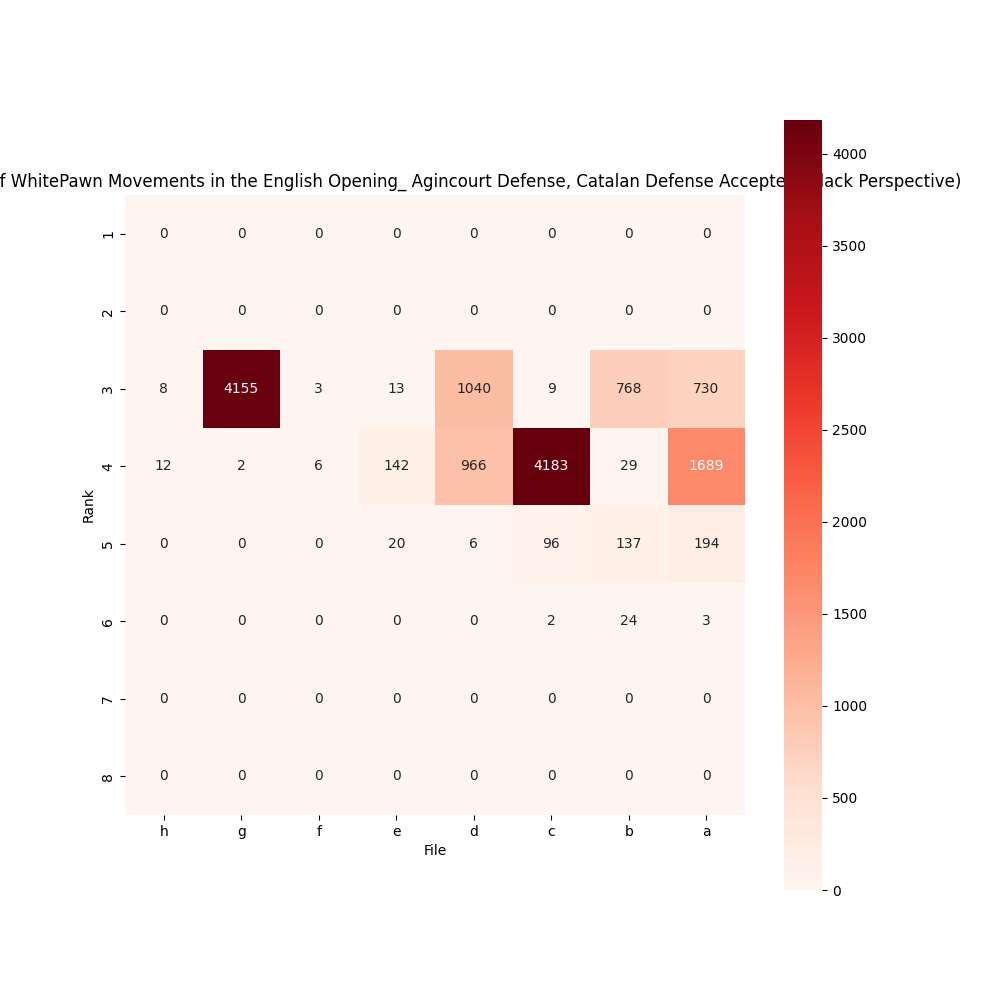 f WhitePawn Movements in the English Opening_ Agincourt Defense, Catalan Defense Accepte lack Perspective)
4000
3500
3000
2500
2000
1500
1000
500
0
Rank
1 0 0 0 0 0 0 0 0
2 0 0 0 0 0 0 0 0
3 8 4155 3 13 1040 9 768 730
4 12 2 6 142 966 4183 29 1689
5 0 0 0 20 6 96 137 194
6 0 0 0 0 0 2 24 3
7 0 0 0 0 0 0 0 0
8 0 0 0 0 0 0 0 0
h g f e d c b a
File